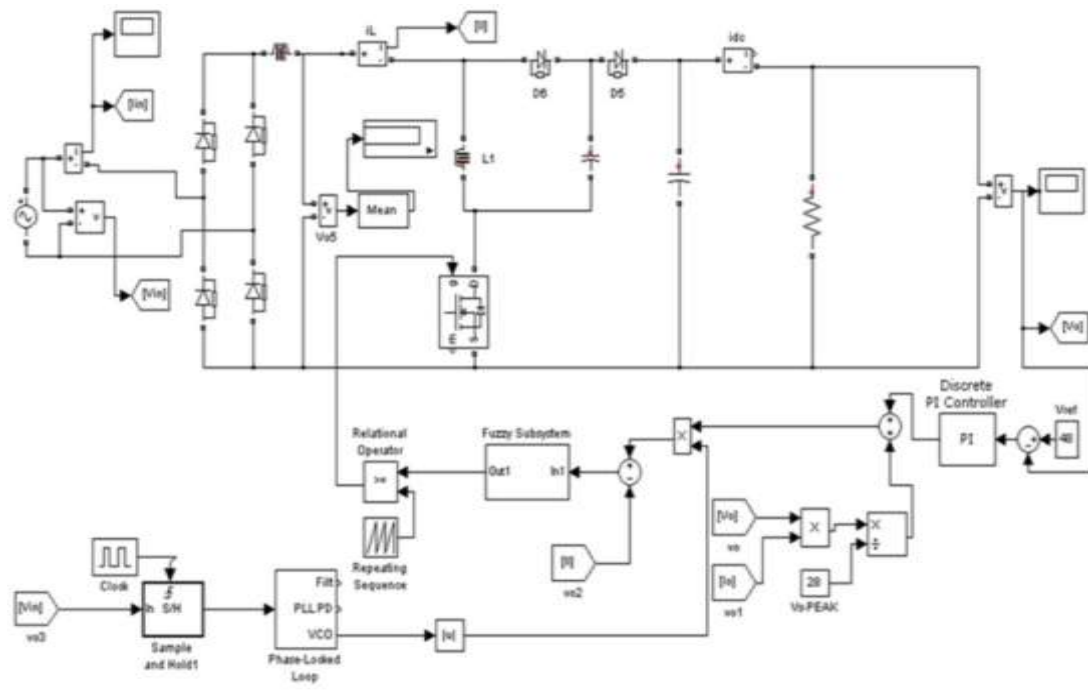 iL
[Il]
idc
[Iin]
D6
D5
+
-
L1
+
-
v
Mean
Vo5
[Vin]
g
D
m
S
[Vo]
Discrete
PI Controller
Vref
48
PI
Relational
Operator
>=
Fuzzy Subsystem
Out1
In1
X
[Vo]
vo
X
X
÷
Repeating
Sequence
[Il]
vo2
[Io]
vo1
28
Vs-PEAK
Clock
[Vin]
vo3
In
S/H
Sample
and Hold1
Filt
PLL PD
VCO
Phase-Locked
Loop
|u|